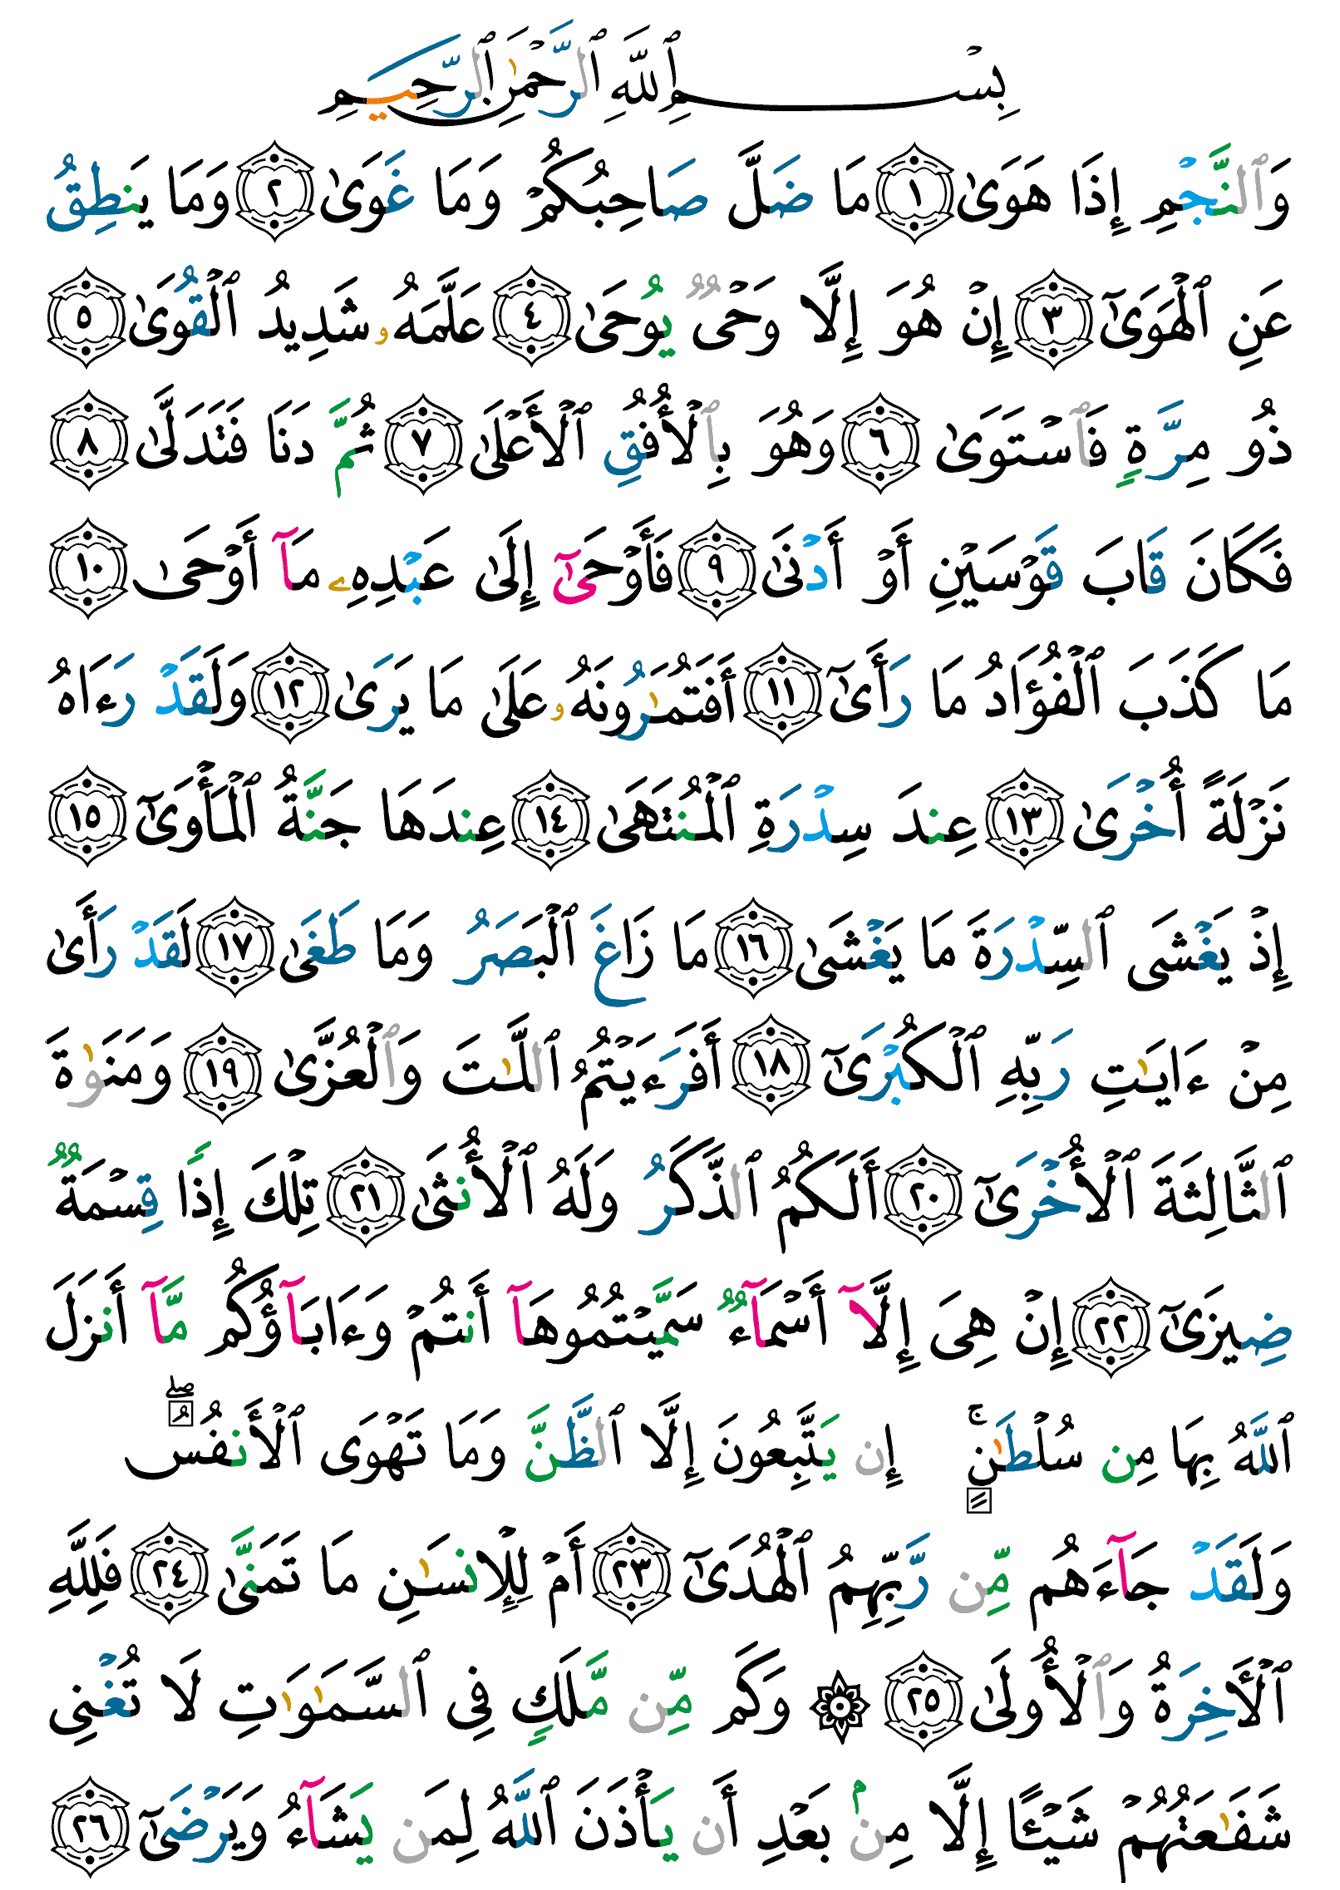 بِسْمِ ٱللَّهِ ٱلرَّحْمَٰنِ ٱلرَّحِيمِ
وَٱلنَّجْمِ إِذَا هَوَىٰ ١ مَا ضَلَّ صَاحِبُكُمْ وَمَا غَوَىٰ ٢ وَمَا يَنطِقُ
عَنِ ٱلْهَوَىٰٓ ٣ إِنْ هُوَ إِلَّا وَحْىٌ يُوحَىٰ ٤ عَلَّمَهُۥ شَدِيدُ ٱلْقُوَىٰ ٥
ذُو مِرَّةٍ فَٱسْتَوَىٰ ٦ وَهُوَ بِٱلْأُفُقِ ٱلْأَعْلَىٰ ٧ ثُمَّ دَنَا فَتَدَلَّىٰ ٨
فَكَانَ قَابَ قَوْسَيْنِ أَوْ أَدْنَىٰ ٩ فَأَوْحَىٰٓ إِلَىٰ عَبْدِهِۦ مَآ أَوْحَىٰ ١٠
مَا كَذَبَ ٱلْفُؤَادُ مَا رَأَىٰٓ ١١ أَفَتُمَٰرُونَهُۥ عَلَىٰ مَا يَرَىٰ ١٢ وَلَقَدْ رَءَاهُ
نَزْلَةً أُخْرَىٰ ١٣ عِندَ سِدْرَةِ ٱلْمُنتَهَىٰ ١٤ عِندَهَا جَنَّةُ ٱلْمَأْوَىٰٓ ١٥
إِذْ يَغْشَى ٱلسِّدْرَةَ مَا يَغْشَىٰ ١٦ مَا زَاغَ ٱلْبَصَرُ وَمَا طَغَىٰ ١٧ لَقَدْ رَأَىٰ
مِنْ ءَايَٰتِ رَبِّهِ ٱلْكُبْرَىٰٓ ١٨ أَفَرَءَيْتُمُ ٱللَّٰتَ وَٱلْعُزَّىٰ ١٩ وَمَنَوٰةَ
ٱلثَّالِثَةَ ٱلْأُخْرَىٰٓ ٢٠ أَلَكُمُ ٱلذَّكَرُ وَلَهُ ٱلْأُنثَىٰ ٢١ تِلْكَ إِذًا قِسْمَةٌ
ضِيزَىٰٓ ٢٢ إِنْ هِىَ إِلَّآ أَسْمَآءٌ سَمَّيْتُمُوهَآ أَنتُمْ وَءَابَآؤُكُم مَّآ أَنزَلَ
ٱللَّهُ بِهَا مِن سُلْطَٰنٍ ۚ إِن يَتَّبِعُونَ إِلَّا ٱلظَّنَّ وَمَا تَهْوَى ٱلْأَنفُسُ ۖ
وَلَقَدْ جَآءَهُم مِّن رَّبِّهِمُ ٱلْهُدَىٰٓ ٢٣ أَمْ لِلْإِنسَٰنِ مَا تَمَنَّىٰ ٢٤ فَلِلَّهِ
ٱلْـَٔاخِرَةُ وَٱلْأُولَىٰ ٢٥ ۞ وَكَم مِّن مَّلَكٍ فِى ٱلسَّمَٰوَٰتِ لَا تُغْنِى
شَفَٰعَتُهُمْ شَيْـًٔا إِلَّا مِنۢ بَعْدِ أَن يَأْذَنَ ٱللَّهُ لِمَن يَشَآءُ وَيَرْضَىٰٓ ٢٦